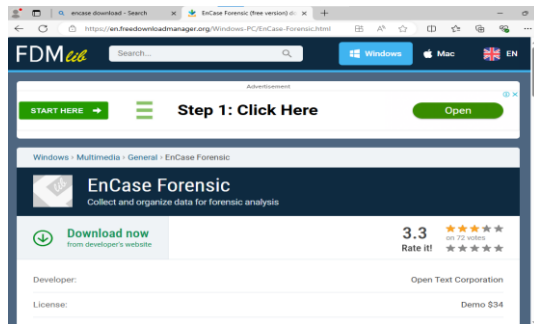 encase download - Search
EnCase Forensic (free version) do
https://en.freedownloadmanager.org/Windows-PC/EnCase-Forensic.html
FDMLib
Search...
Windows
Mac
EN
Advertisement
START HERE
Step 1: Click Here
Open
Windows › Multimedia › General › EnCase Forensic
EnCase Forensic
Collect and organize data for forensic analysis
Download now
from developer's website
3.3
on 72 votes
Rate it!
Developer:
Open Text Corporation
License:
Demo $34